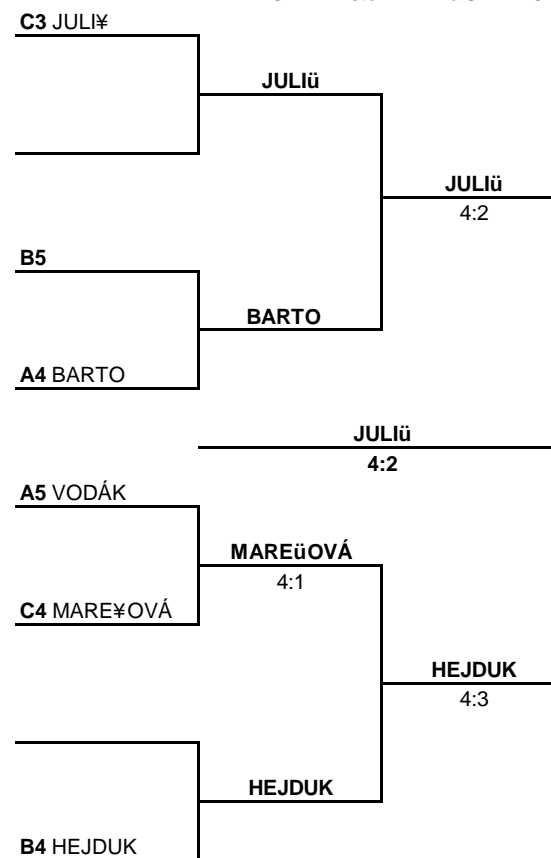 C3 JULI¥
JULIü
JULIü
4:2
B5
BARTO
A4 BARTO
JULIü
4:2
A5 VODÁK
MAREüOVÁ
4:1
C4 MARE¥OVÁ
HEJDUK
4:3
HEJDUK
B4 HEJDUK